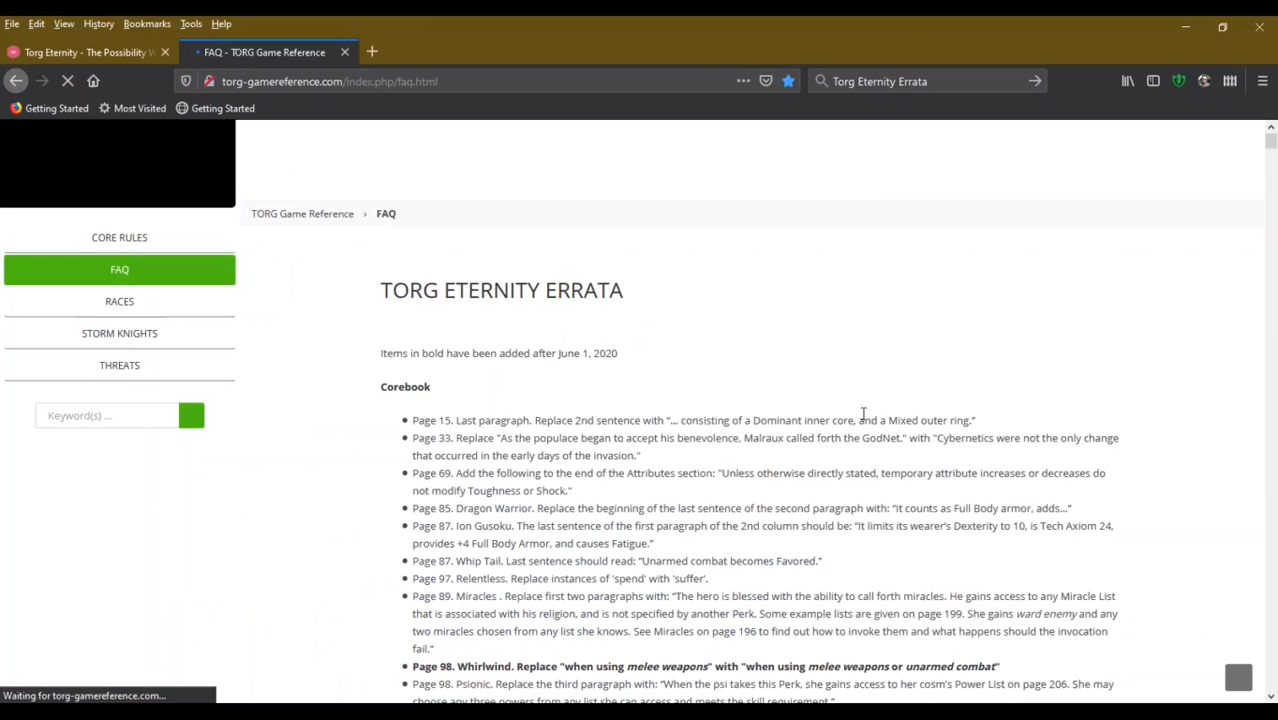 File Edit View History Bookmarks Tools Help
Torg Eternity - The Possibility W
FAQ - TORG Game Reference
torg-gamereference.com/index.php/faq.html
Torg Eternity Errata
Getting Started Most Visited Getting Started
TORG Game Reference › FAQ
CORE RULES
FAQ
RACES
STORM KNIGHTS
THREATS
Keyword(s) ...
TORG ETERNITY ERRATA
Items in bold have been added after June 1, 2020
Corebook
Page 15. Last paragraph. Replace 2nd sentence with “... consisting of a Dominant inner core, and a Mixed outer ring.”
Page 33. Replace "As the populace began to accept his benevolence, Malraux called forth the GodNet." with "Cybernetics were not the only change
that occurred in the early days of the invasion."
Page 69. Add the following to the end of the Attributes section: "Unless otherwise directly stated, temporary attribute increases or decreases do
not modify Toughness or Shock."
Page 85. Dragon Warrior. Replace the beginning of the last sentence of the second paragraph with: “It counts as Full Body armor, adds...”
Page 87. Ion Gusoku. The last sentence of the first paragraph of the 2nd column should be: “It limits its wearer’s Dexterity to 10, is Tech Axiom 24,
provides +4 Full Body Armor, and causes Fatigue.”
Page 87. Whip Tail. Last sentence should read: “Unarmed combat becomes Favored.”
Page 97. Relentless. Replace instances of 'spend' with 'suffer'.
Page 89. Miracles . Replace first two paragraphs with: “The hero is blessed with the ability to call forth miracles. He gains access to any Miracle List
that is associated with his religion, and is not specified by another Perk. Some example lists are given on page 199. She gains ward enemy and any
two miracles chosen from any list she knows. See Miracles on page 196 to find out how to invoke them and what happens should the invocation
fail.”
Page 98. Whirlwind. Replace "when using melee weapons" with "when using melee weapons or unarmed combat"
Page 98. Psionic. Replace the third paragraph with: “When the psi takes this Perk, she gains access to her cosm’s Power List on page 206. She may
choose any three powers from any list she can access and meets the skill requirement.”
Waiting for torg-gamereference.com...